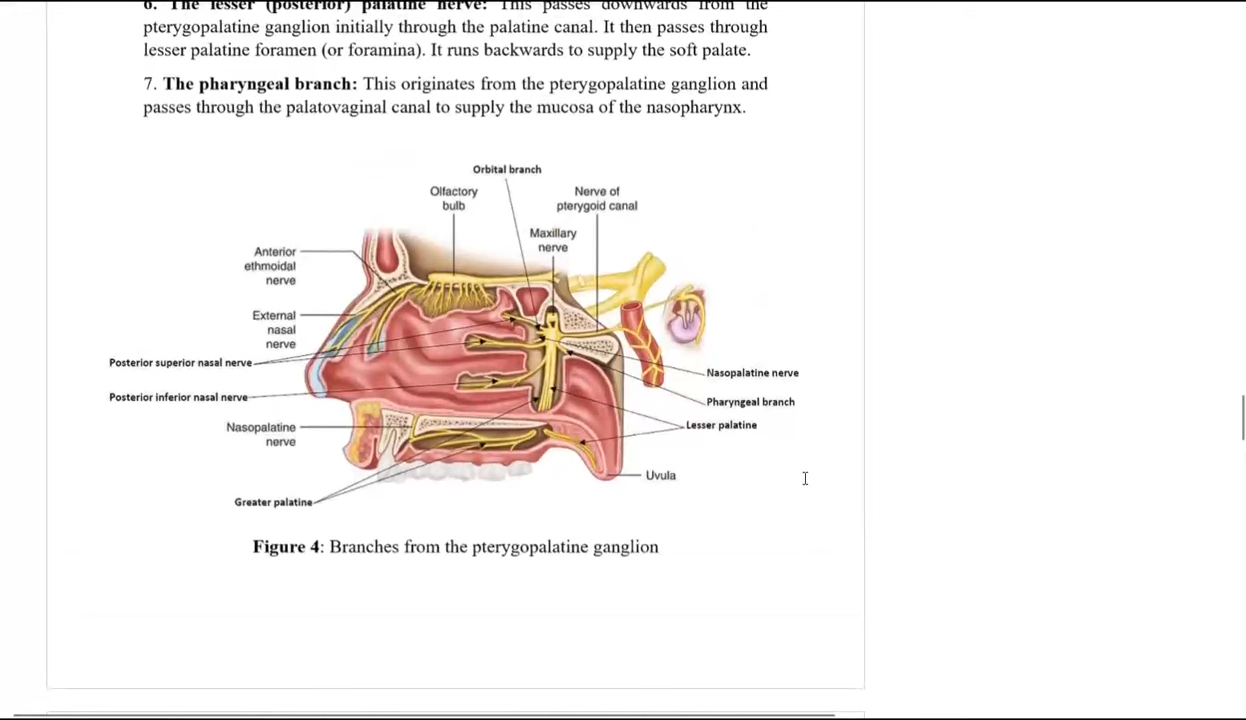 6. The lesser (posterior) palatine nerve: This passes downwards from the
pterygopalatine ganglion initially through the palatine canal. It then passes through
lesser palatine foramen (or foramina). It runs backwards to supply the soft palate.
7. The pharyngeal branch: This originates from the pterygopalatine ganglion and
passes through the palatovaginal canal to supply the mucosa of the nasopharynx.
Orbital branch
Olfactory
bulb
Nerve of
pterygoid canal
Maxillary
nerve
Anterior
ethmoidal
nerve
External
nasal
nerve
Posterior superior nasal nerve
Nasopalatine nerve
Posterior inferior nasal nerve
Pharyngeal branch
Lesser palatine
Nasopalatine
nerve
Uvula
Greater palatine
Figure 4: Branches from the pterygopalatine ganglion